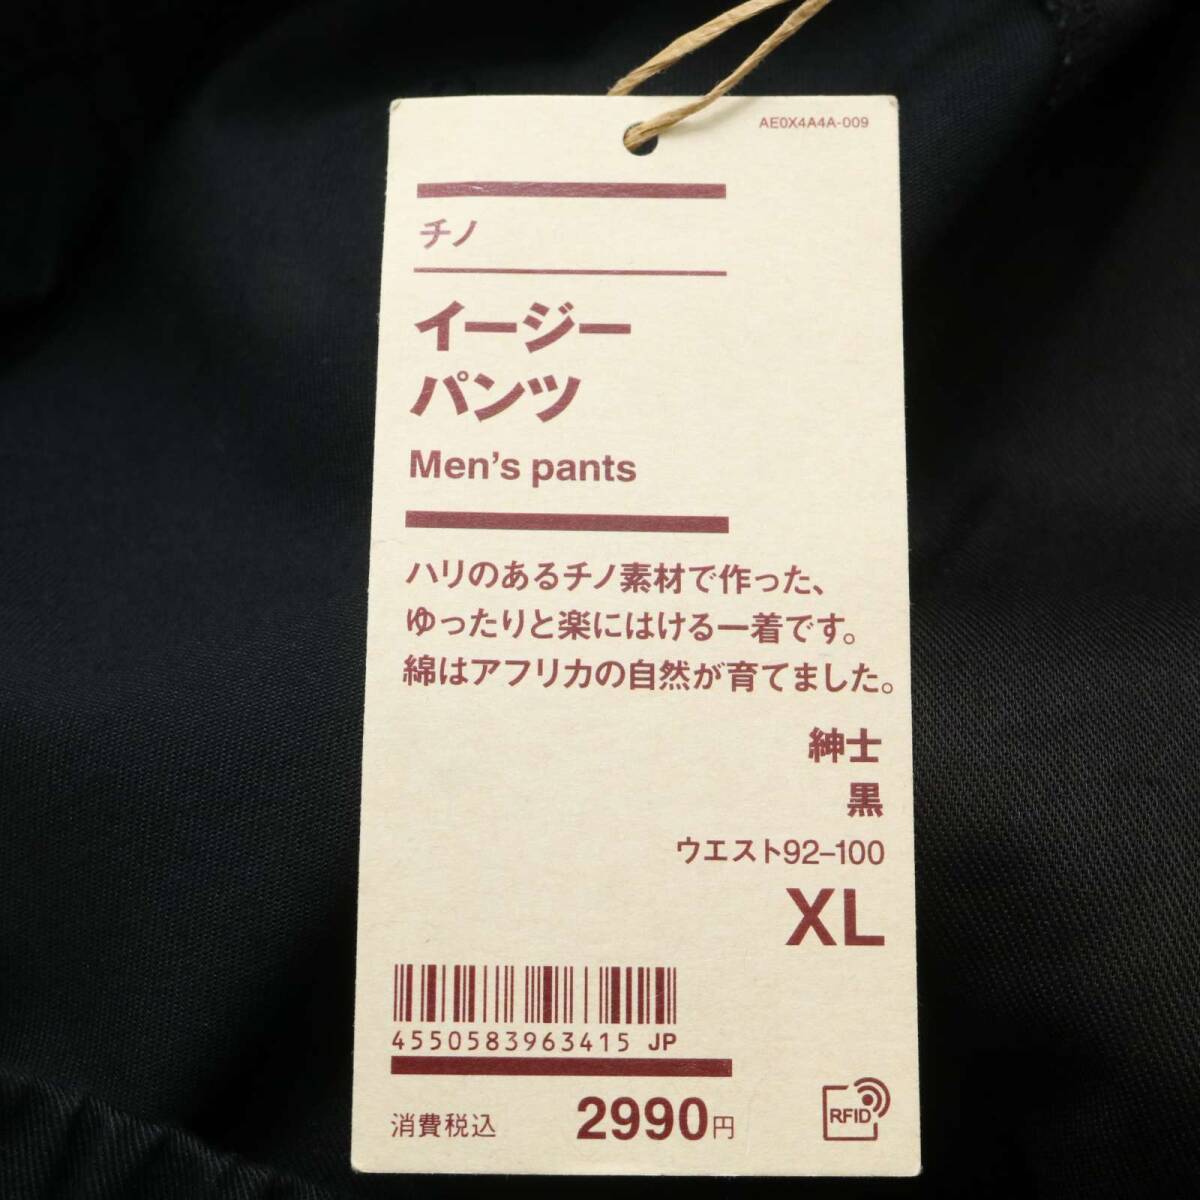 AE0X4A4A-009
チノ
イージー
パンツ
Men's pants
ハリのあるチノ素材で作った、
ゆったりと楽にはける一着です。
綿はアフリカの自然が育てました。
紳士
黒
ウエスト92-100
XL
4550583963415 JP
消費税込 2990円
RFID